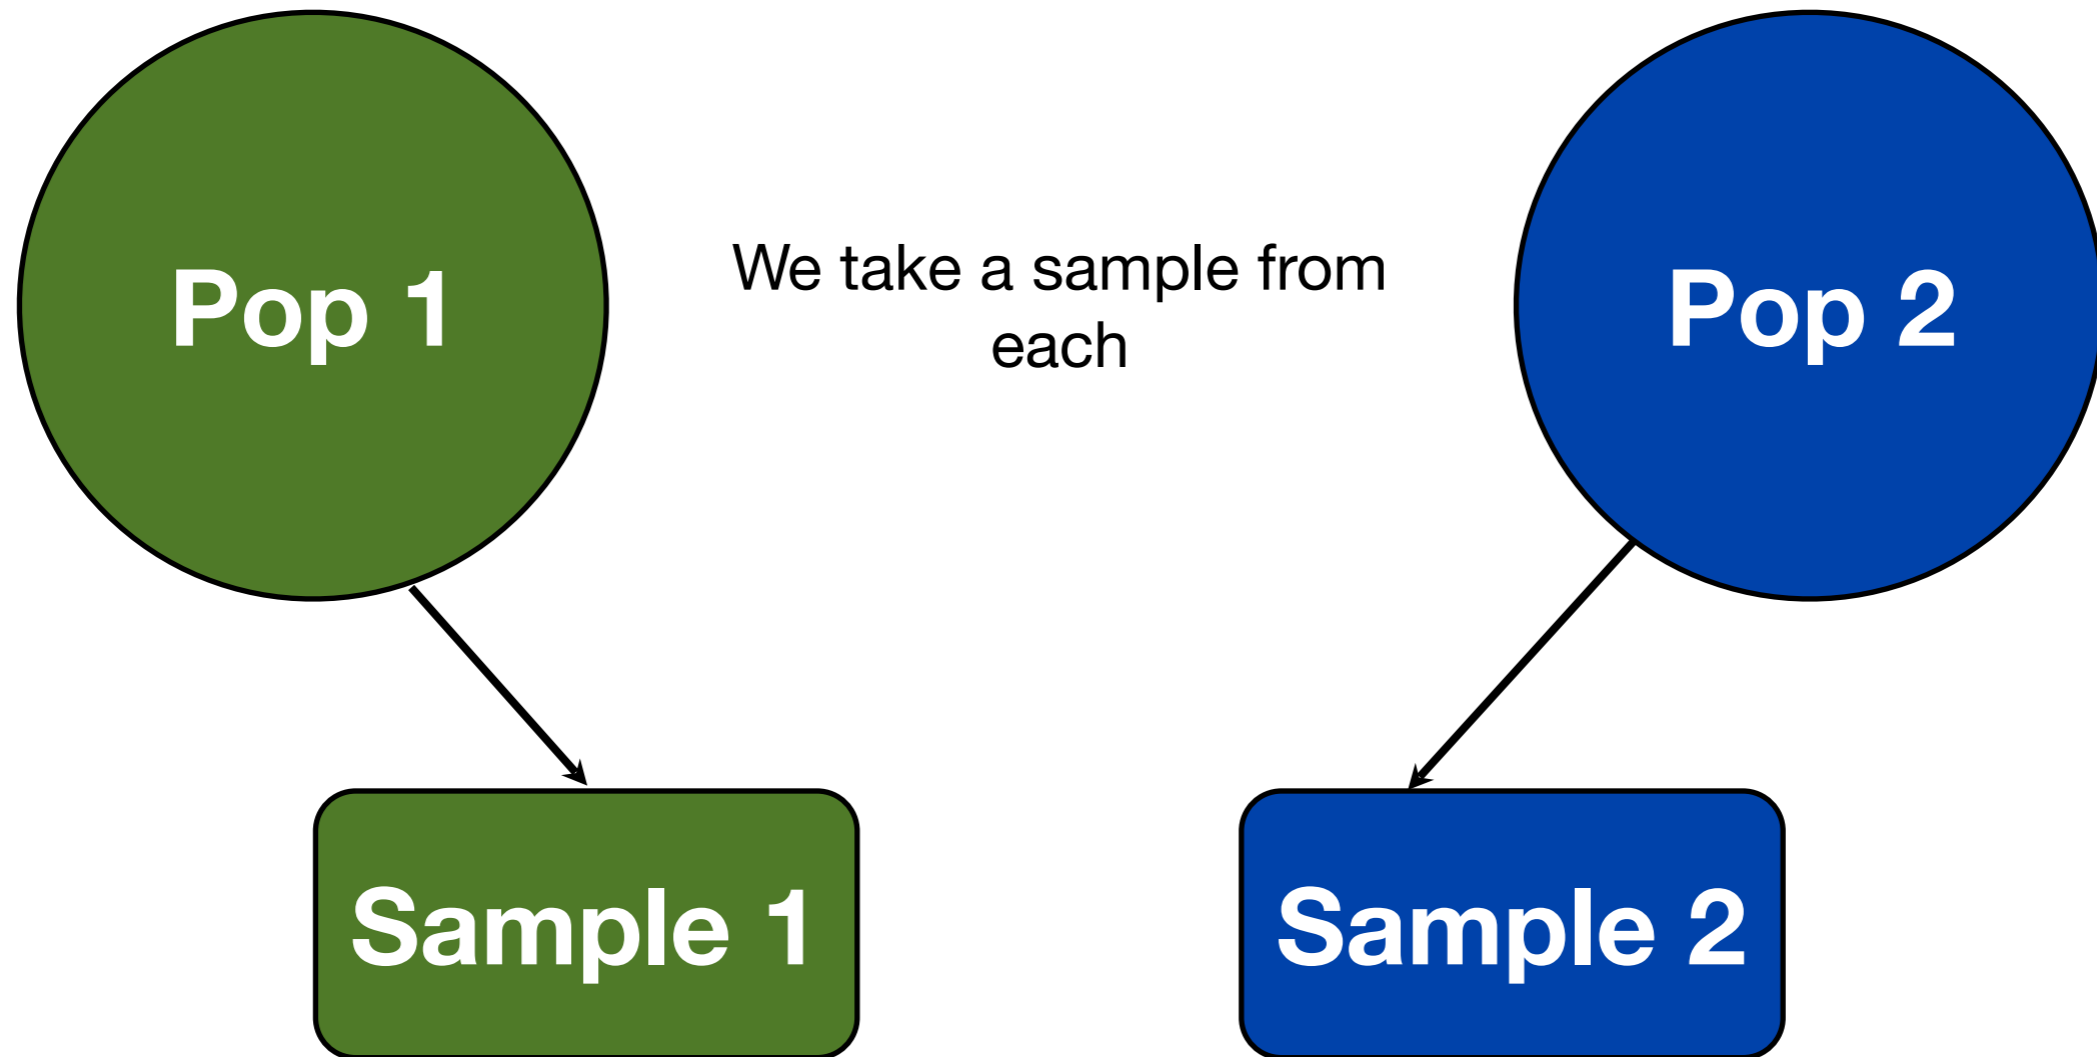 Pop 1
We take a sample from
each
Pop 2
Sample 1
Sample 2